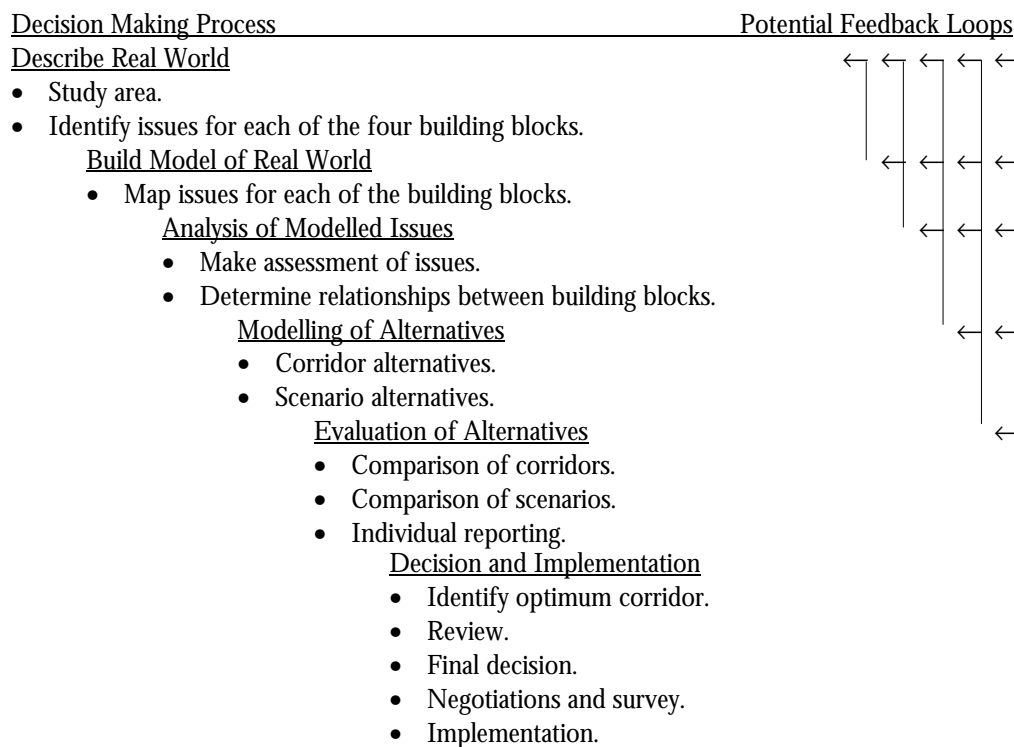 Decision Making Process Potential Feedback Loops
Describe Real World
• Study area.
• Identify issues for each of the four building blocks.
Build Model of Real World
• Map issues for each of the building blocks.
Analysis of Modelled Issues
• Make assessment of issues.
• Determine relationships between building blocks.
Modelling of Alternatives
• Corridor alternatives.
• Scenario alternatives.
Evaluation of Alternatives
• Comparison of corridors.
• Comparison of scenarios.
• Individual reporting.
Decision and Implementation
• Identify optimum corridor.
• Review.
• Final decision.
• Negotiations and survey.
• Implementation.